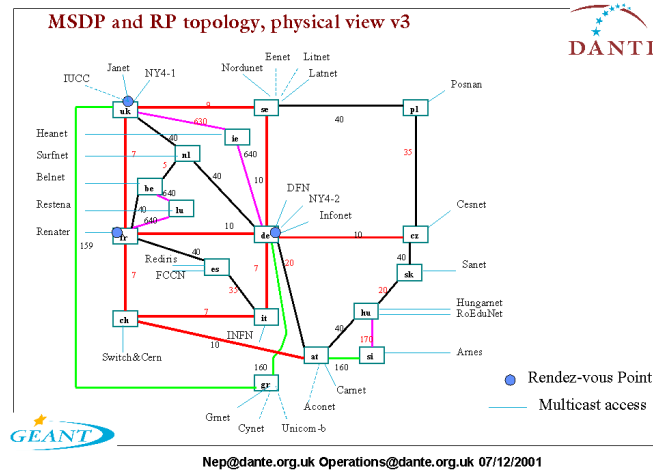 MSDP and RP topology, physical view v3
DANTE
Eenet
Litnet
Janet
NY4-1
Nordunet
Latnet
IUCC
Posnan
uk
9
se
pl
630
40
Heanet
40
ie
Surfnet
7
nl
640
35
5
Belnet
40
10
DFN
be
640
NY4-2
Restena
lu
Infonet
Cesnet
40
640
Renater
10
fr
de
10
cz
159
40
20
40
Rediris
Sanet
FCCN
es
7
sk
7
35
20
Hungarnet
hu
RoEduNet
7
ch
it
40
170
INFN
10
at
si
Arnes
Switch&Cern
160
160
Carnet
gr
Aconet
Rendez-vous Point
Grnet
Cynet
Unicom-b
Multicast access
GEANT
Nep@dante.org.uk Operations@dante.org.uk 07/12/2001